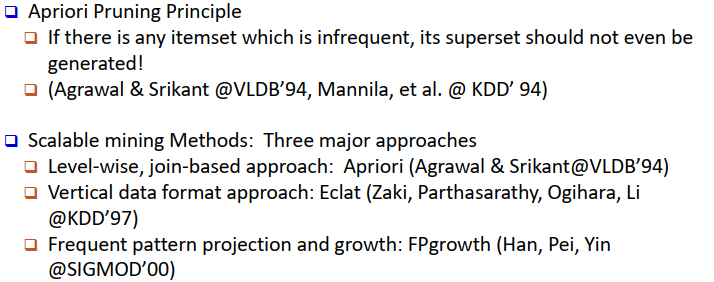 Apriori Pruning Principle
If there is any itemset which is infrequent, its superset should not even be
generated!
(Agrawal & Srikant @VLDB’94, Mannila, et al. @ KDD’ 94)
Scalable mining Methods: Three major approaches
Level-wise, join-based approach: Apriori (Agrawal & Srikant@VLDB’94)
Vertical data format approach: Eclat (Zaki, Parthasarathy, Ogihara, Li
@KDD’97)
Frequent pattern projection and growth: FPgrowth (Han, Pei, Yin
@SIGMOD’00)